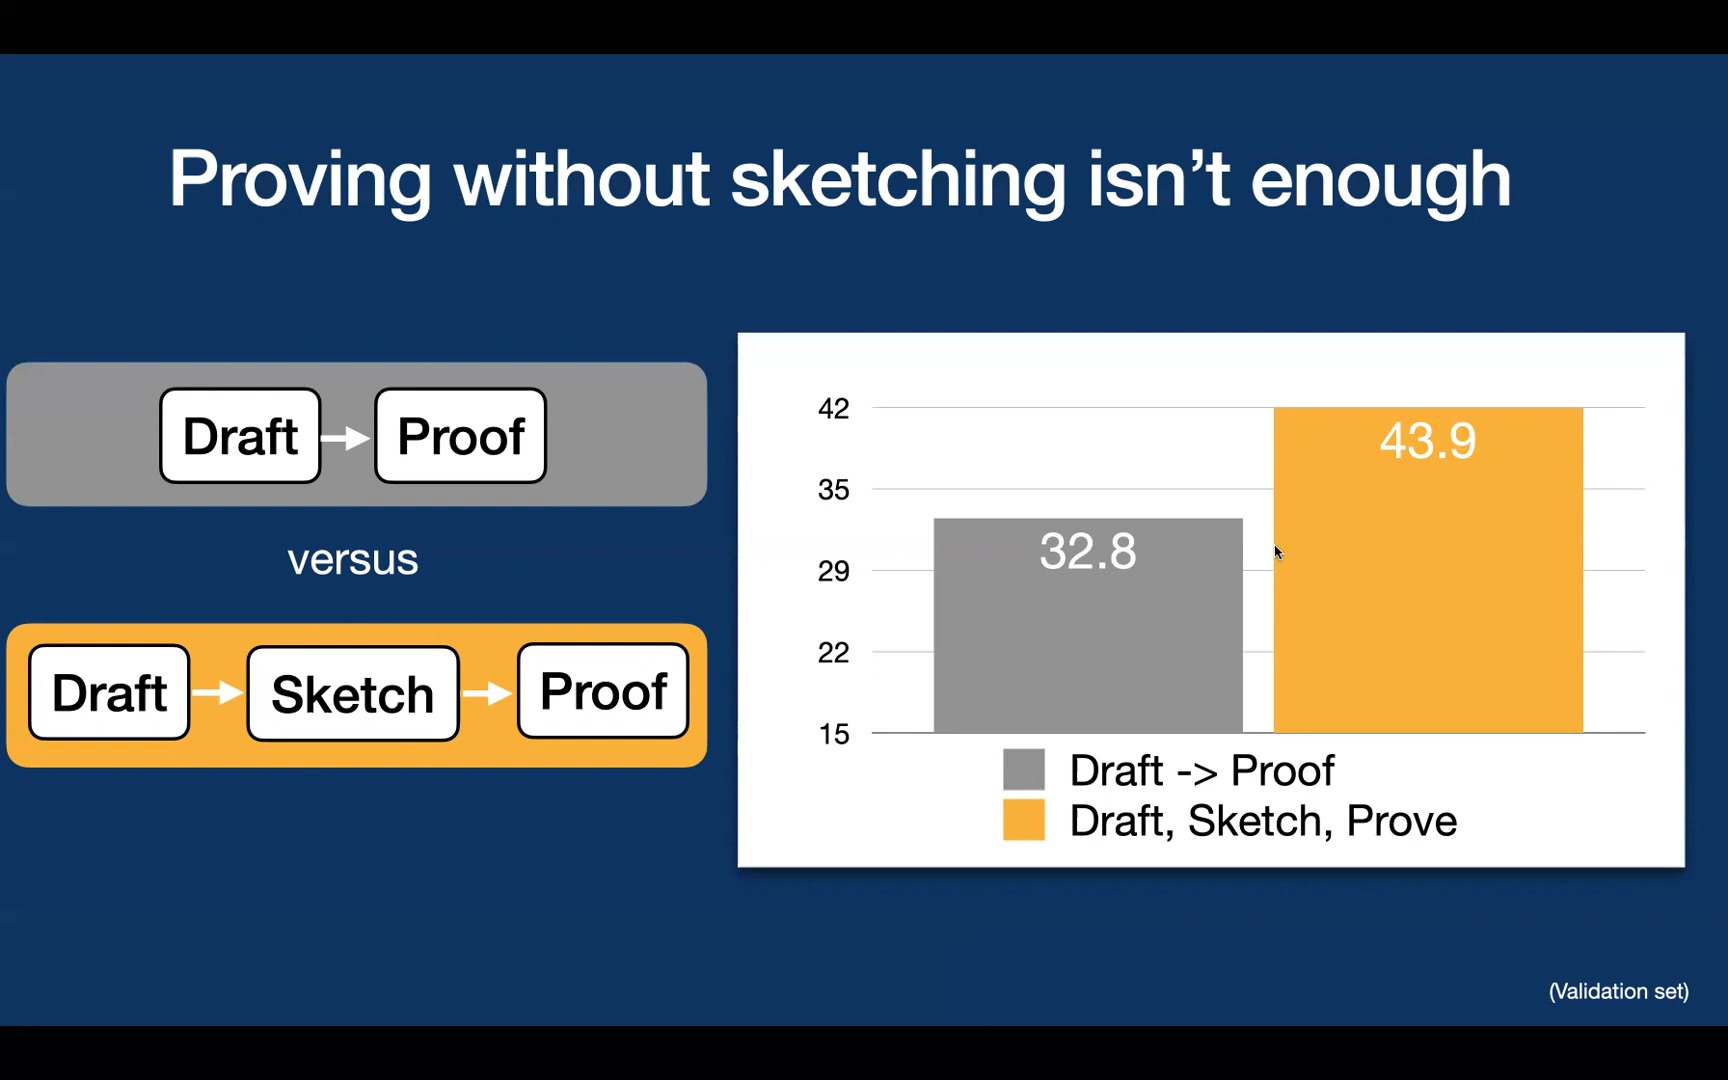 Proving without sketching isn't enough
Draft
Proof
versus
Draft
Sketch
Proof
42
35
29
22
15
32.8
43.9
Draft -> Proof
Draft, Sketch, Prove
(Validation set)